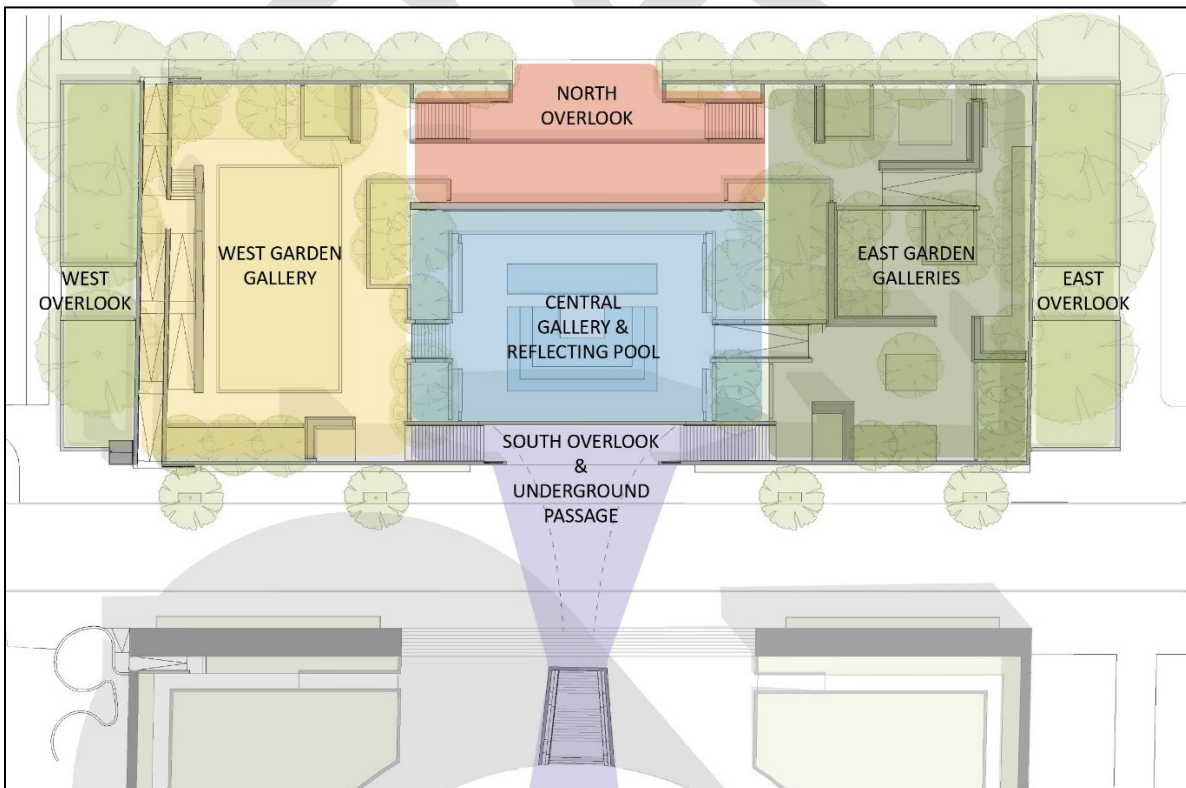 NORTH
OVERLOOK
WEST GARDEN
GALLERY
EAST GARDEN
GALLERIES
WEST
OVERLOOK
EAST
OVERLOOK
CENTRAL
GALLERY &
REFLECTING POOL
SOUTH OVERLOOK
&
UNDERGROUND
PASSAGE